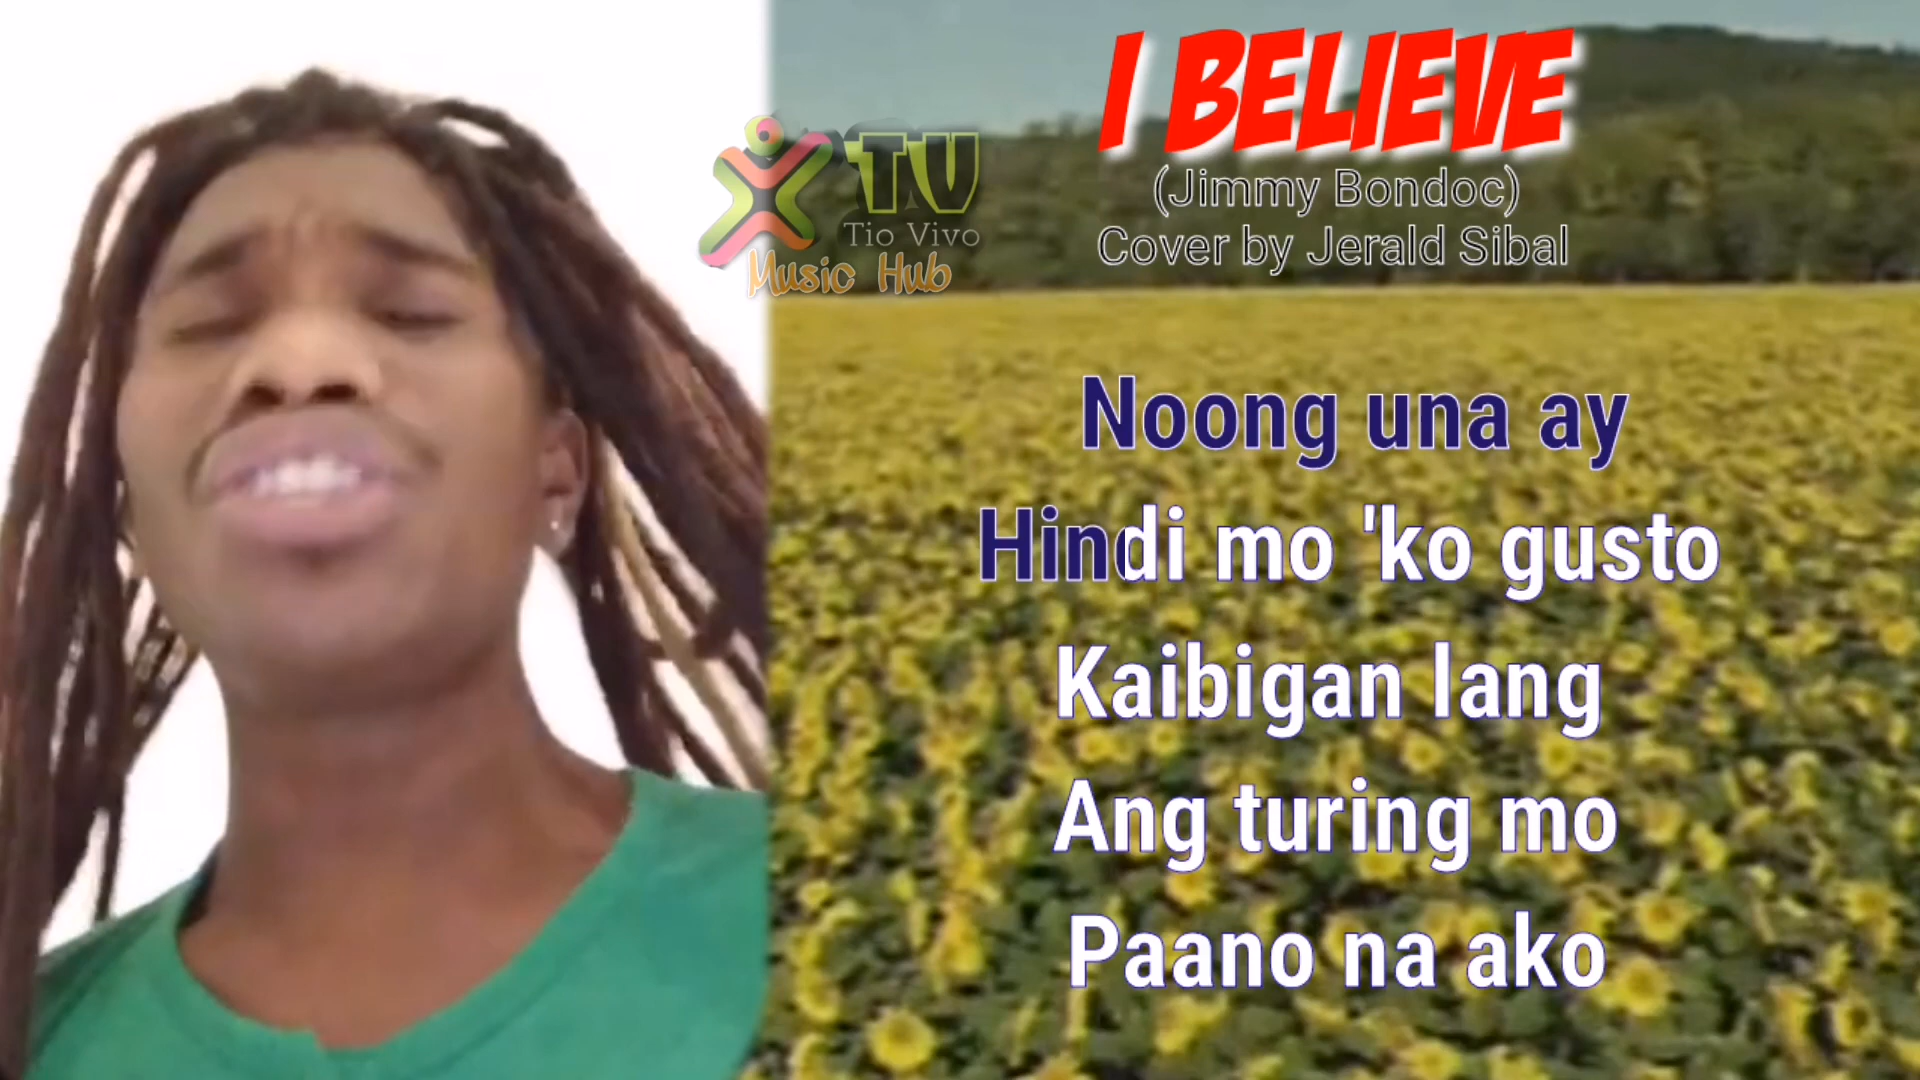 I BELIEVE
(Jimmy Bondoc)
Cover by Jerald Sibal
TV
Tio Vivo
Music Hub
Noong una ay
Hindi mo 'ko gusto
Kaibigan lang
Ang turing mo
Paano na ako